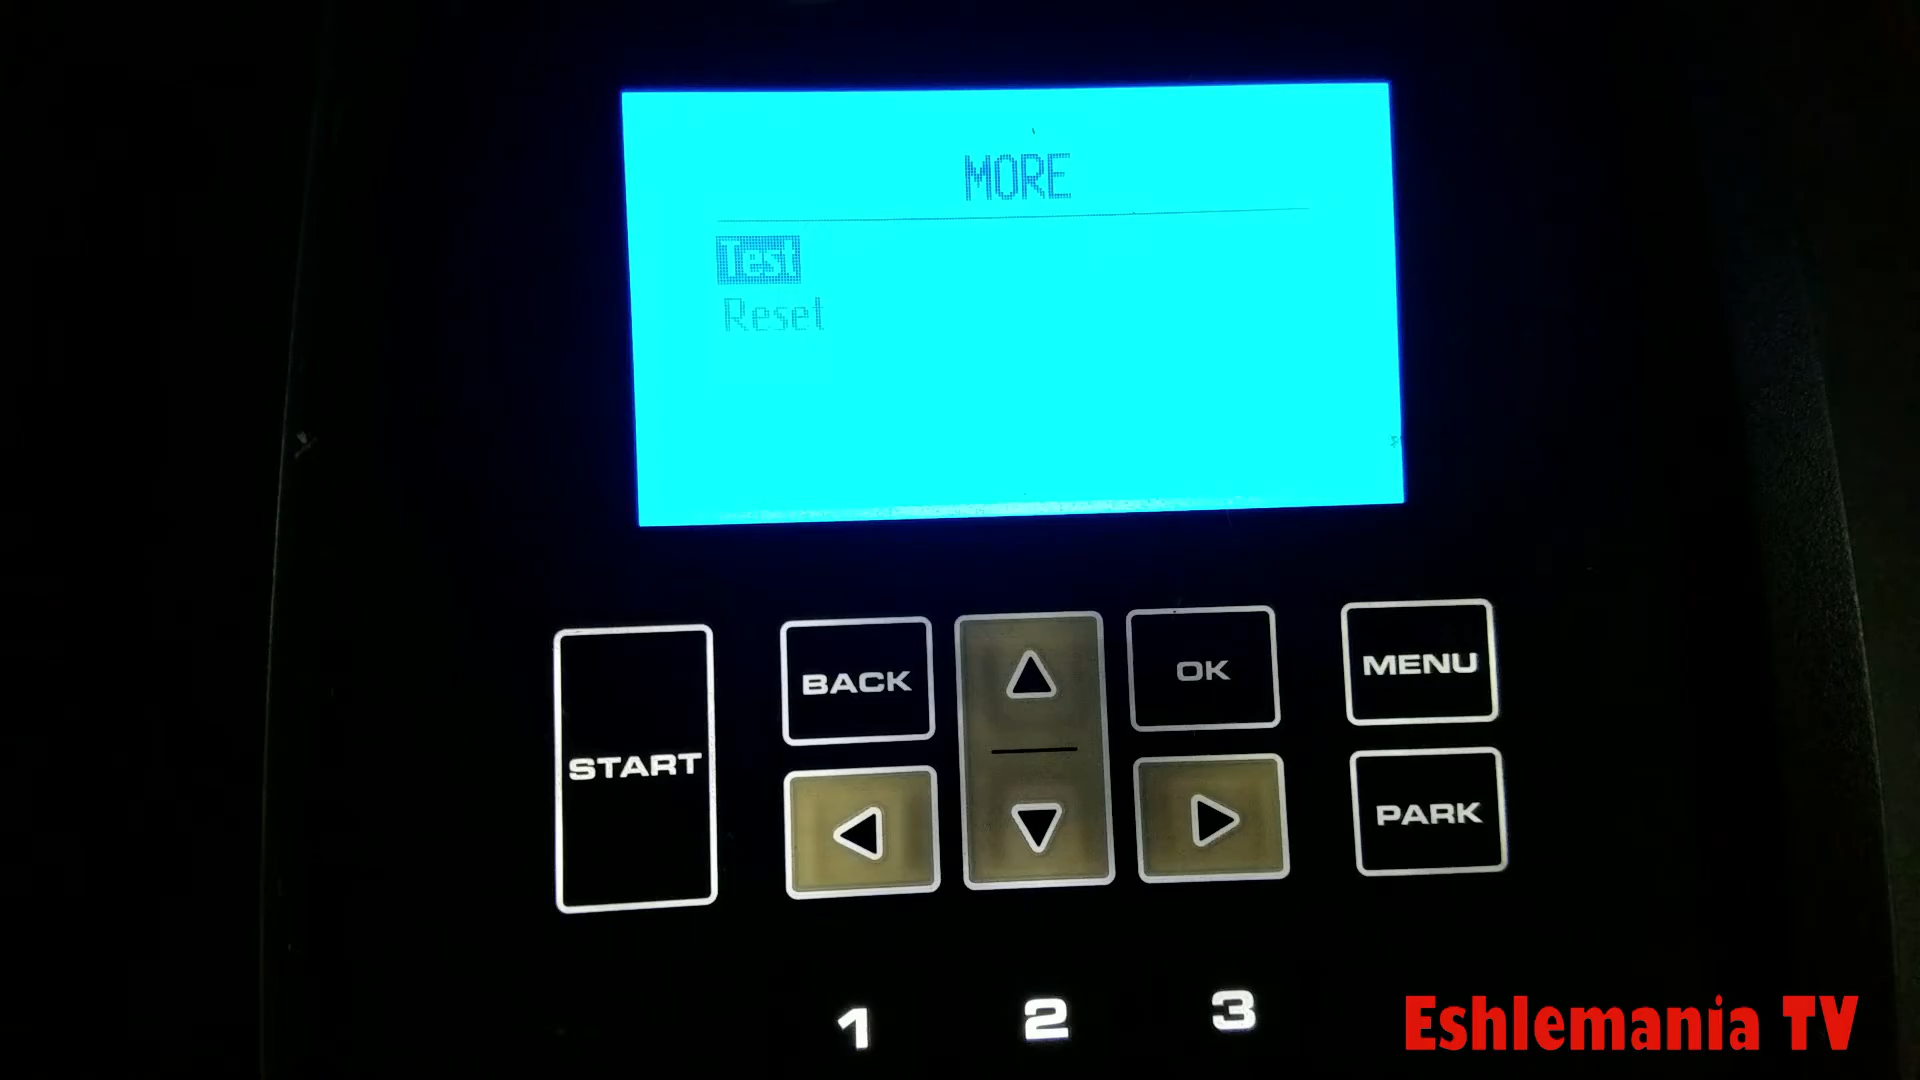 MORE
Test
Reset
START
BACK
OK
MENU
PARK
1 2 3
Eshlemania TV